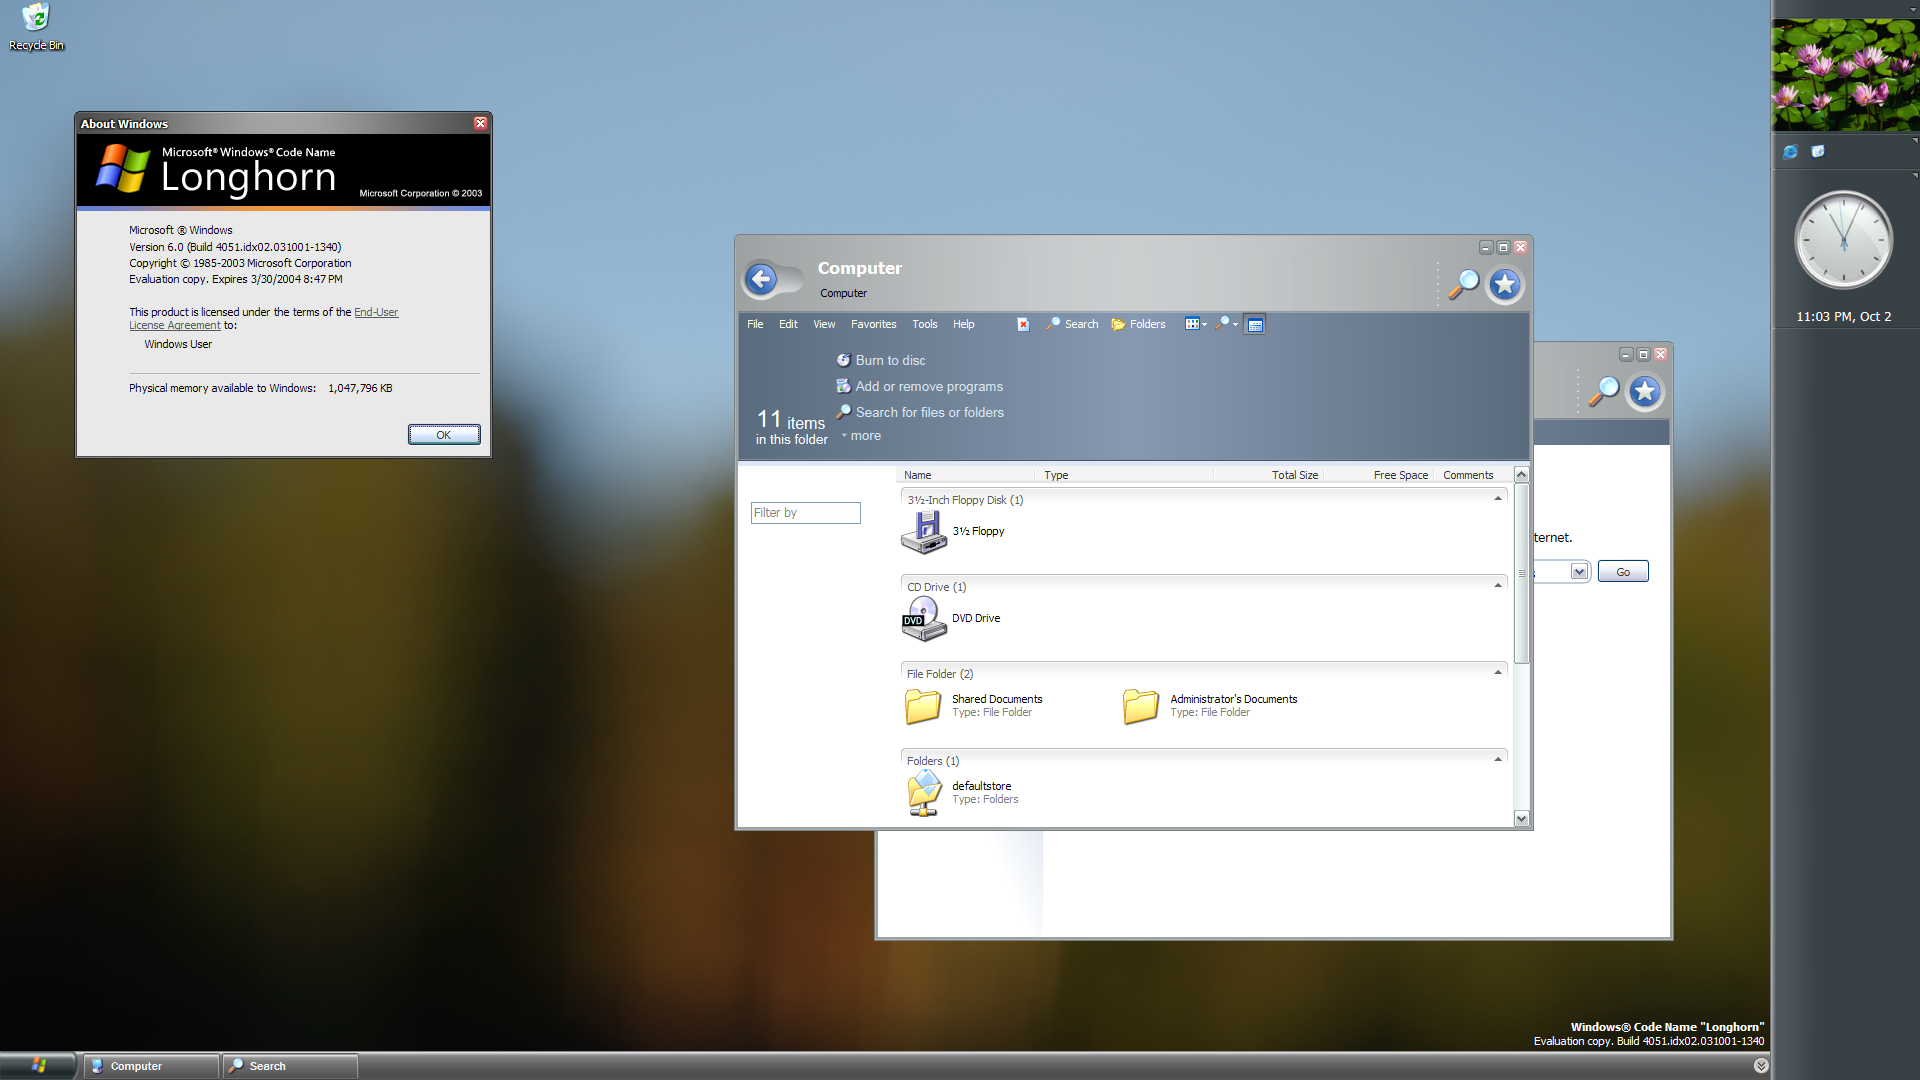 Recycle Bin
About Windows
Microsoft® Windows® Code Name
Longhorn
Microsoft Corporation © 2003
Microsoft ® Windows
Version 6.0 (Build 4051.idx02.031001-1340)
Copyright © 1985-2003 Microsoft Corporation
Evaluation copy. Expires 3/30/2004 8:47 PM
This product is licensed under the terms of the End-User
License Agreement to:
Windows User
Physical memory available to Windows: 1,047,796 KB
OK
Computer
Computer
File Edit View Favorites Tools Help Search Folders
Burn to disc
Add or remove programs
Search for files or folders
more
11 items
in this folder
Name Type Total Size Free Space Comments
Filter by
3½-Inch Floppy Disk (1)
3½ Floppy
CD Drive (1)
DVD
DVD Drive
File Folder (2)
Shared Documents
Type: File Folder
Administrator's Documents
Type: File Folder
Folders (1)
defaultstore
Type: Folders
ternet.
Go
11:03 PM, Oct 2
Windows® Code Name "Longhorn"
Evaluation copy. Build 4051.idx02.031001-1340
Computer
Search